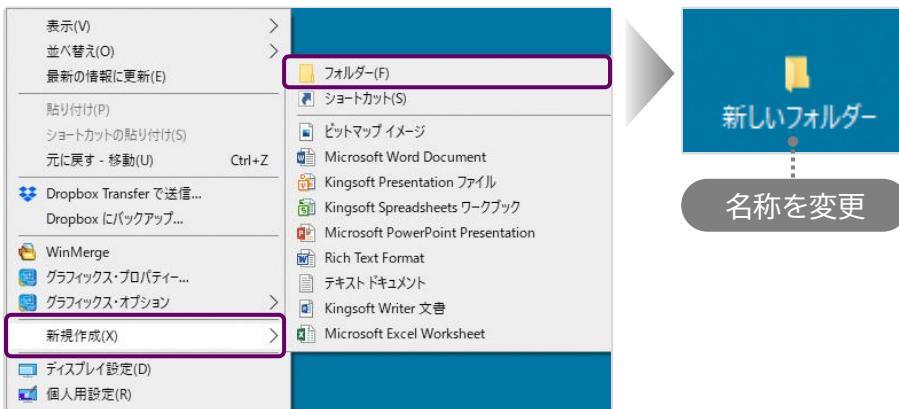 表示(V)
並べ替え(O)
最新の情報に更新(E)
貼り付け(P)
ショートカットの貼り付け(S)
元に戻す - 移動(U) Ctrl+Z
Dropbox Transfer で送信...
Dropbox にバックアップ...
WinMerge
グラフィックス・プロパティー...
グラフィックス・オプション
新規作成(X)
ディスプレイ設定(D)
個人用設定(R)
フォルダー(F)
ショートカット(S)
ビットマップ イメージ
Microsoft Word Document
Kingsoft Presentation ファイル
Kingsoft Spreadsheets ワークブック
Microsoft PowerPoint Presentation
Rich Text Format
テキスト ドキュメント
Kingsoft Writer 文書
Microsoft Excel Worksheet
新しいフォルダー
名称を変更